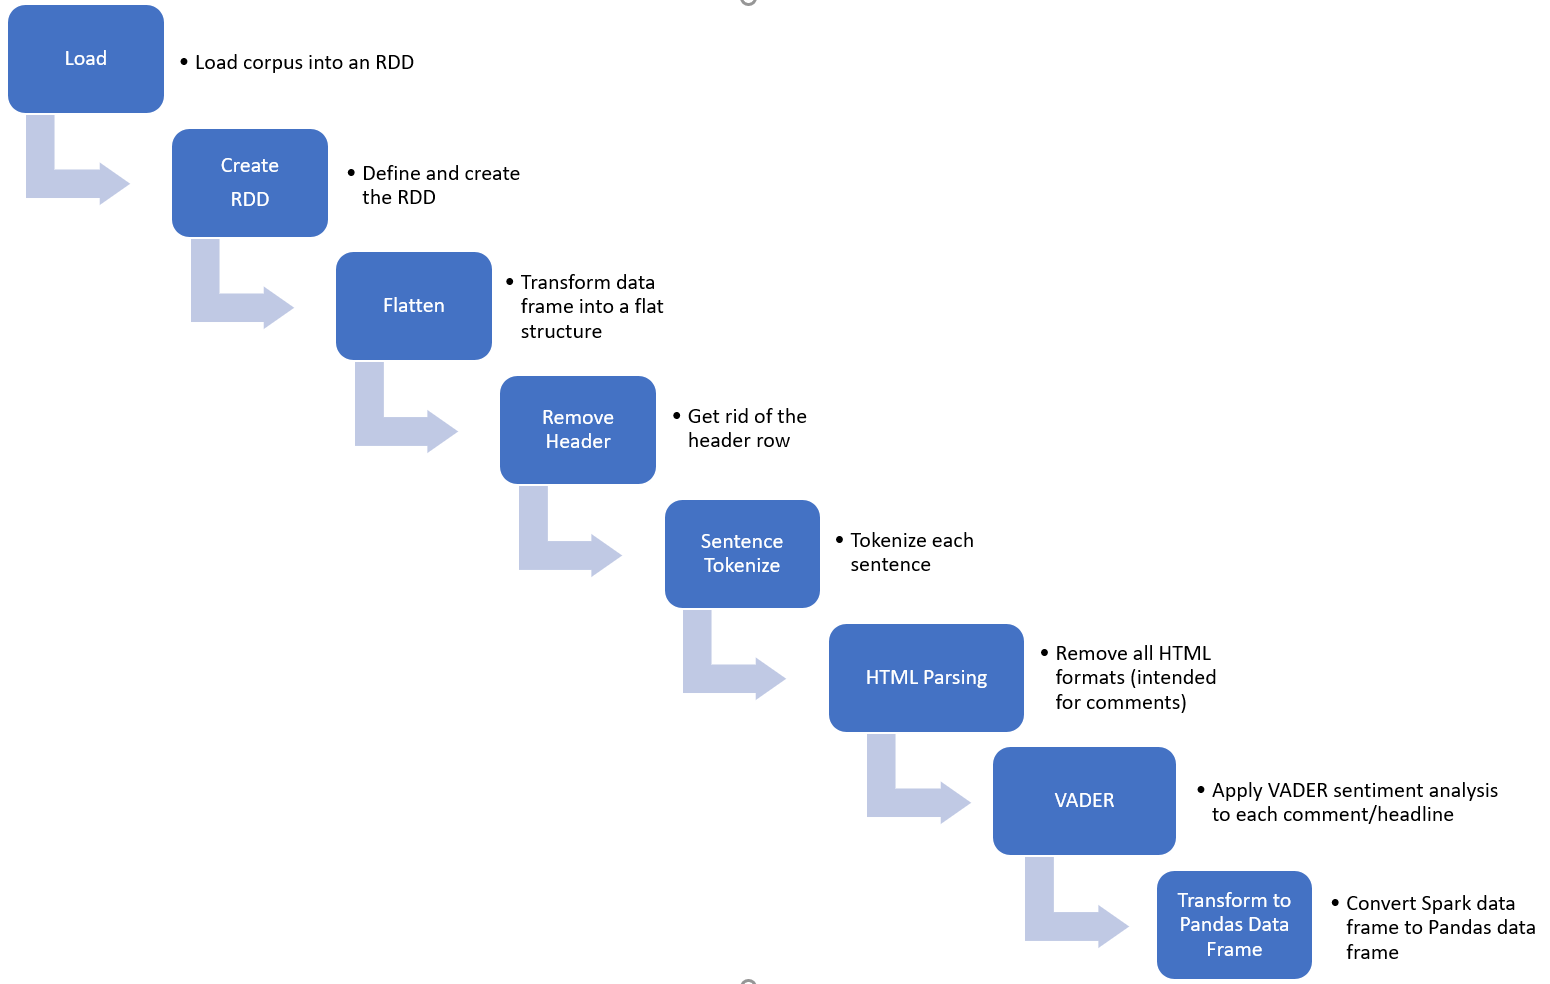 Load
• Load corpus into an RDD
Create
RDD
• Define and create
the RDD
Flatten
• Transform data
frame into a flat
structure
Remove
Header
• Get rid of the
header row
Sentence
Tokenize
• Tokenize each
sentence
HTML Parsing
• Remove all HTML
formats (intended
for comments)
VADER
• Apply VADER sentiment analysis
to each comment/headline
Transform to
Pandas Data
Frame
• Convert Spark data
frame to Pandas data
frame